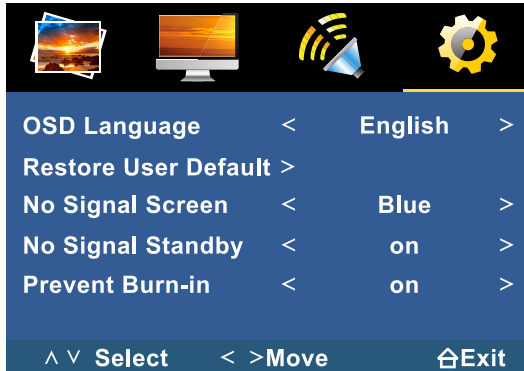 OSD Language < English >
Restore User Default >
No Signal Screen < Blue >
No Signal Standby < on >
Prevent Burn-in < on >
∧ ∨ Select < >Move Exit